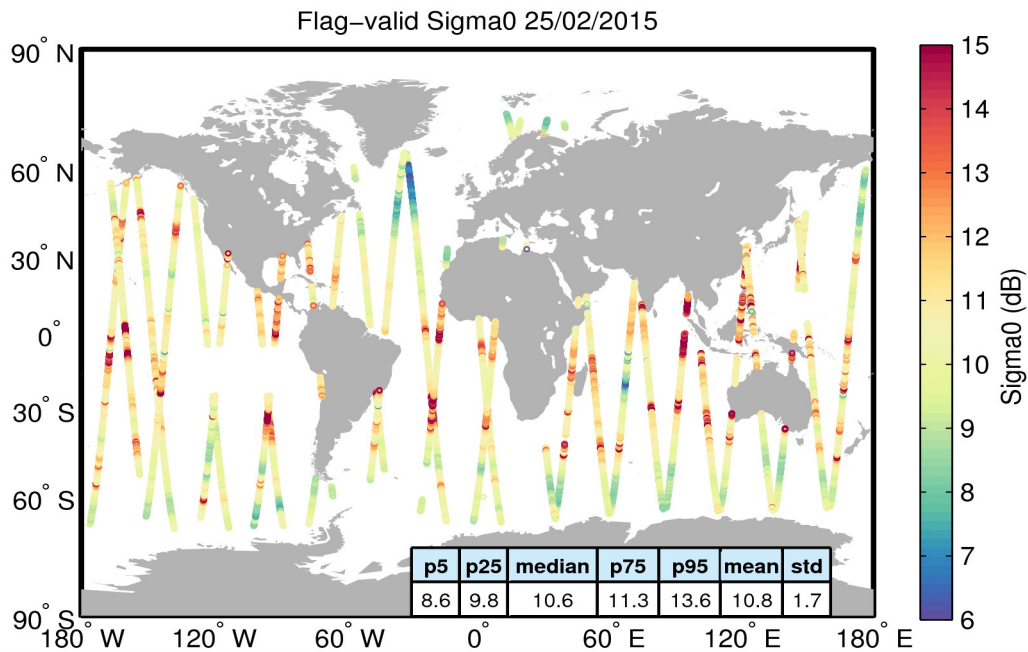 Flag−valid Sigma0 25/02/2015
90° N
60° N
30° N
0°
30° S
60° S
90° S
180° W
120° W
60° W
0°
60° E
120° E
180° E
p5 p25 median p75 p95 mean std
8.6 9.8 10.6 11.3 13.6 10.8 1.7
15
14
13
12
11
10
9
8
7
6
Sigma0 (dB)